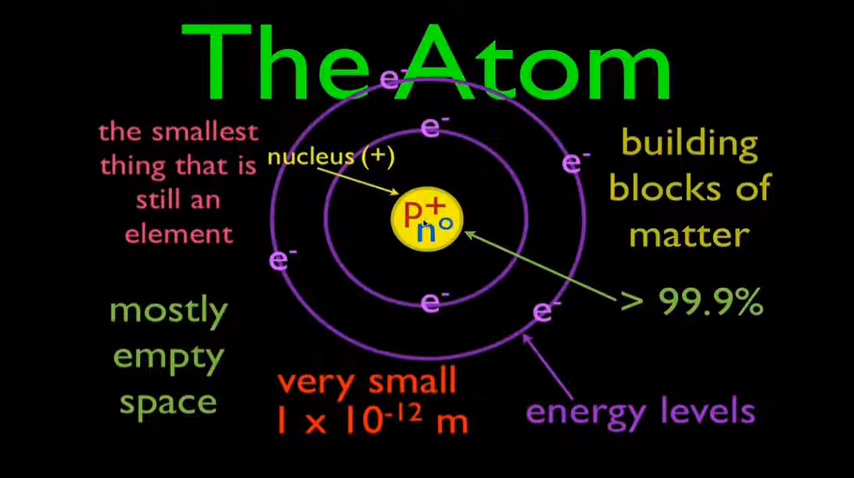 The Atom
the smallest
thing that is
still an
element
nucleus (+)
e⁻
e⁻
e⁻
e⁻
e⁻
e⁻
p⁺
n⁰
building
blocks of
matter
> 99.9%
mostly
empty
space
very small
1 x 10⁻¹² m
energy levels